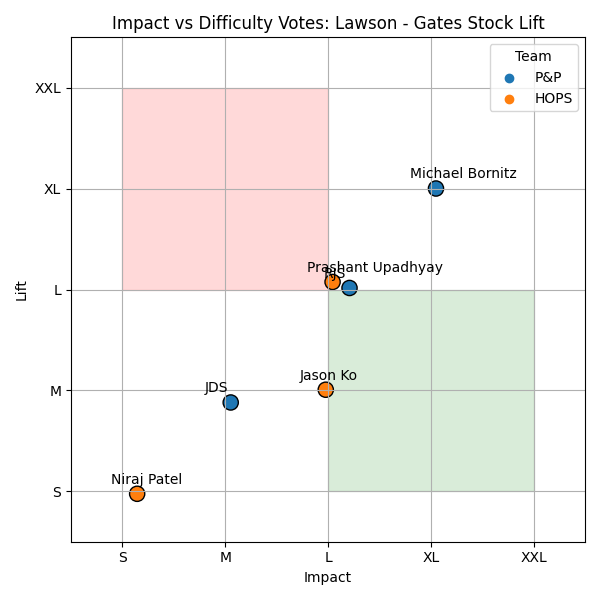 Impact vs Difficulty Votes: Lawson - Gates Stock Lift
Team
P&P
HOPS
XXL
XL
L
M
S
Lift
Michael Bornitz
Prashant Upadhyay
Jason Ko
JDS
Niraj Patel
S M L XL XXL
Impact